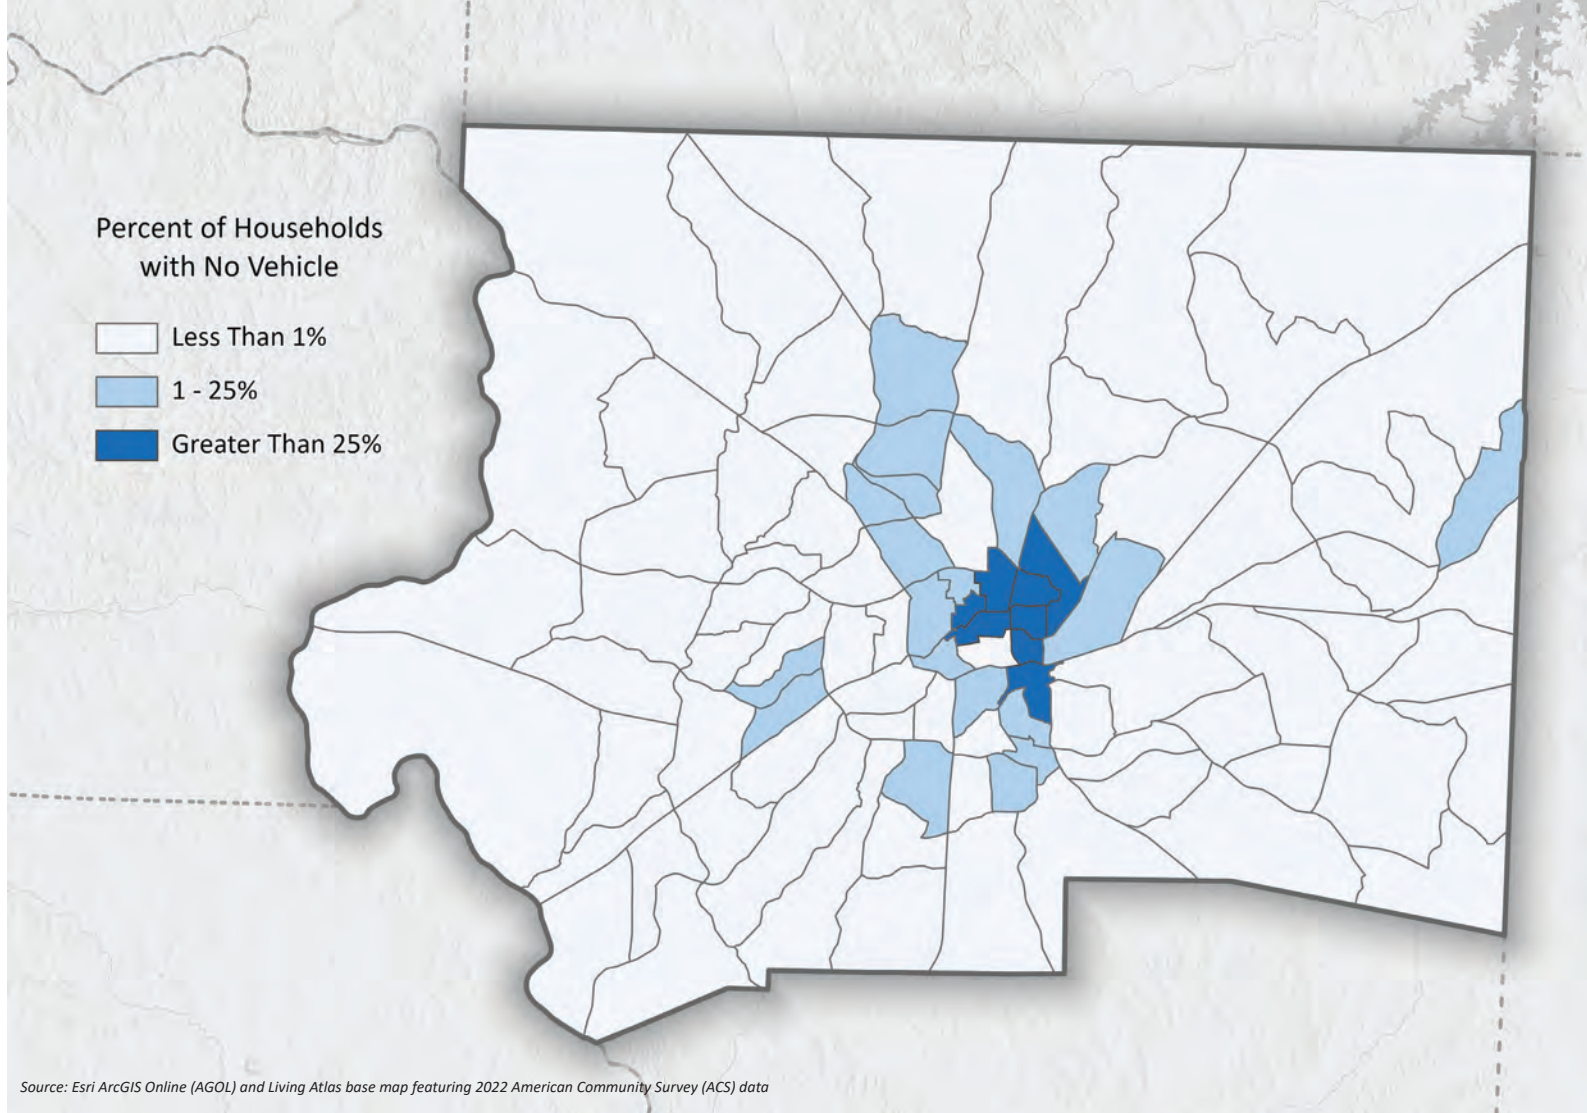 Percent of Households
with No Vehicle
Less Than 1%
1 - 25%
Greater Than 25%
Source: Esri ArcGIS Online (AGOL) and Living Atlas base map featuring 2022 American Community Survey (ACS) data